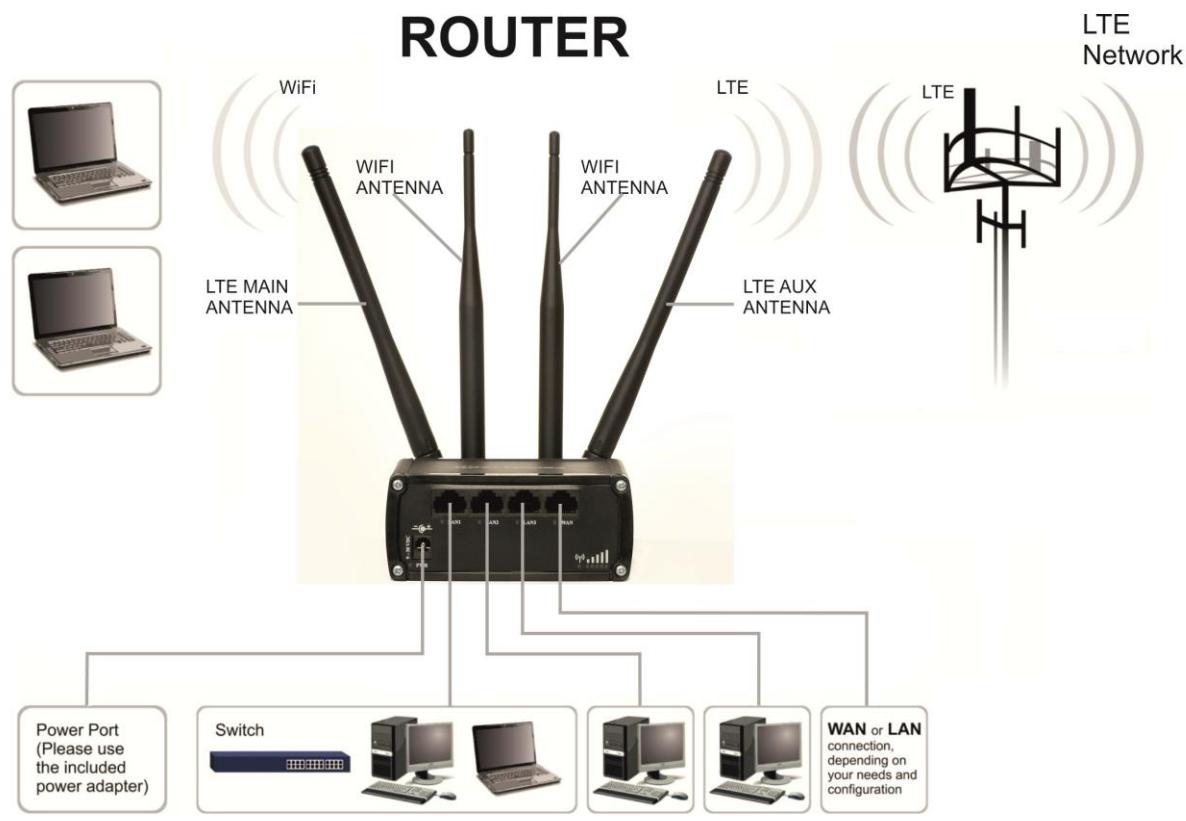 ROUTER
LTE
Network
WiFi
LTE
LTE
WIFI
ANTENNA
WIFI
ANTENNA
LTE MAIN
ANTENNA
LTE AUX
ANTENNA
LAN1
LAN2
LAN3
WAN
PWR
Power Port
(Please use
the included
power adapter)
Switch
WAN or LAN
connection,
depending on
your needs and
configuration